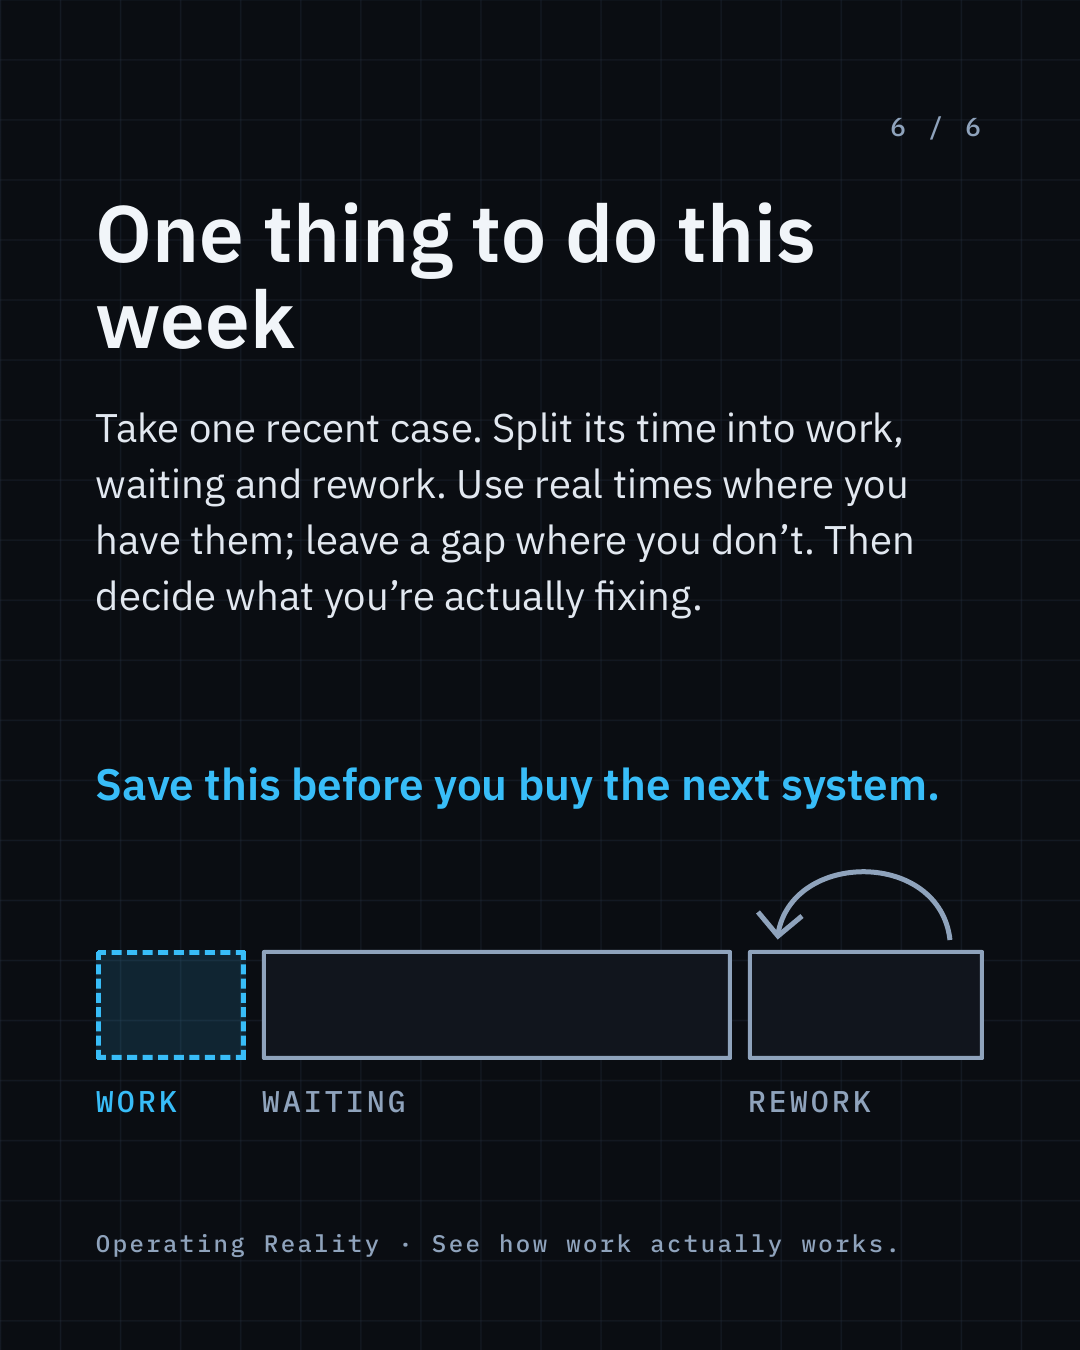 6 / 6
One thing to do this
week
Take one recent case. Split its time into work,
waiting and rework. Use real times where you
have them; leave a gap where you don’t. Then
decide what you’re actually fixing.
Save this before you buy the next system.
WORK
WAITING
REWORK
Operating Reality · See how work actually works.